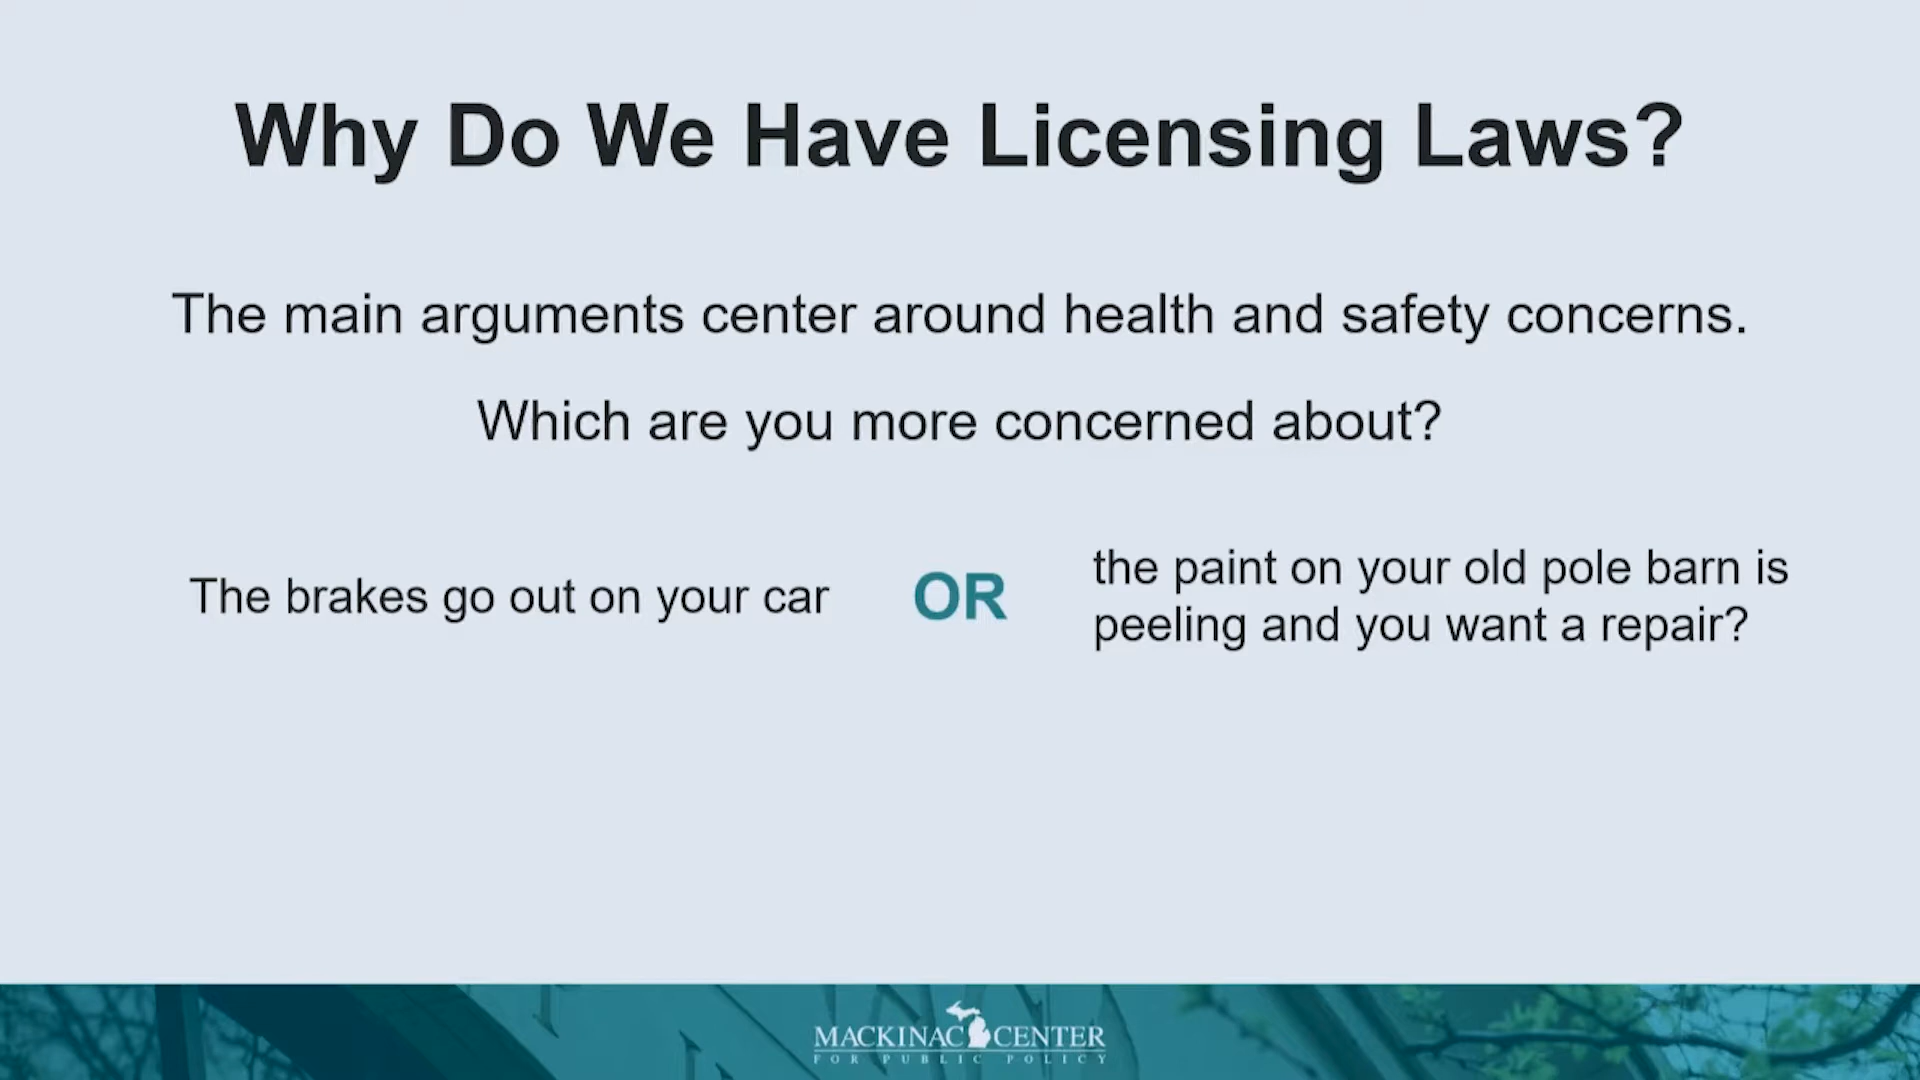 Why Do We Have Licensing Laws?
The main arguments center around health and safety concerns.
Which are you more concerned about?
The brakes go out on your car
OR
the paint on your old pole barn is
peeling and you want a repair?
MACKINAC CENTER
FOR PUBLIC POLICY